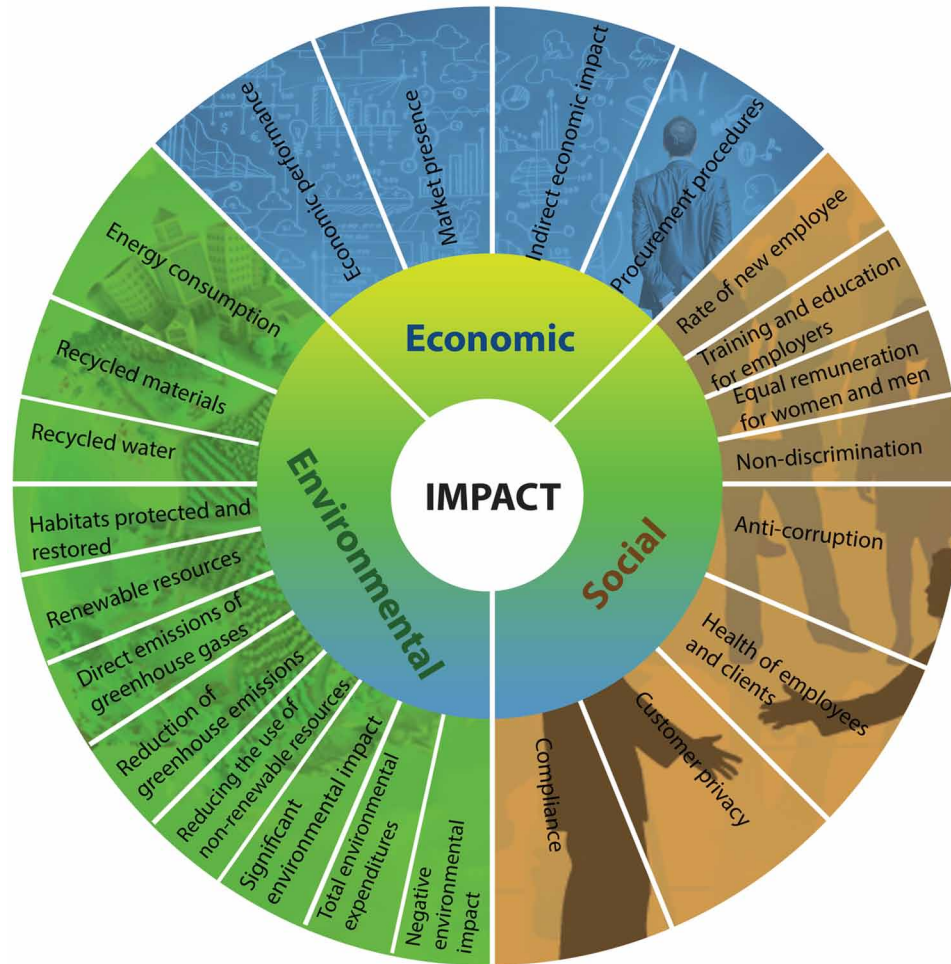 Economic performance
Market presence
Indirect economic impact
Procurement procedures
Rate of new employee
Training and education
for employers
Equal remuneration
for women and men
Non-discrimination
Anti-corruption
Health of employees
and clients
Customer privacy
Compliance
Energy consumption
Recycled materials
Recycled water
Habitats protected and
restored
Renewable resources
Direct emissions of
greenhouse gases
Reduction of
greenhouse emissions
Reducing the use of
non-renewable resources
Significant
environmental impact
Total environmental
expenditures
Negative
environmental
impact
Economic
Environmental
Social
IMPACT